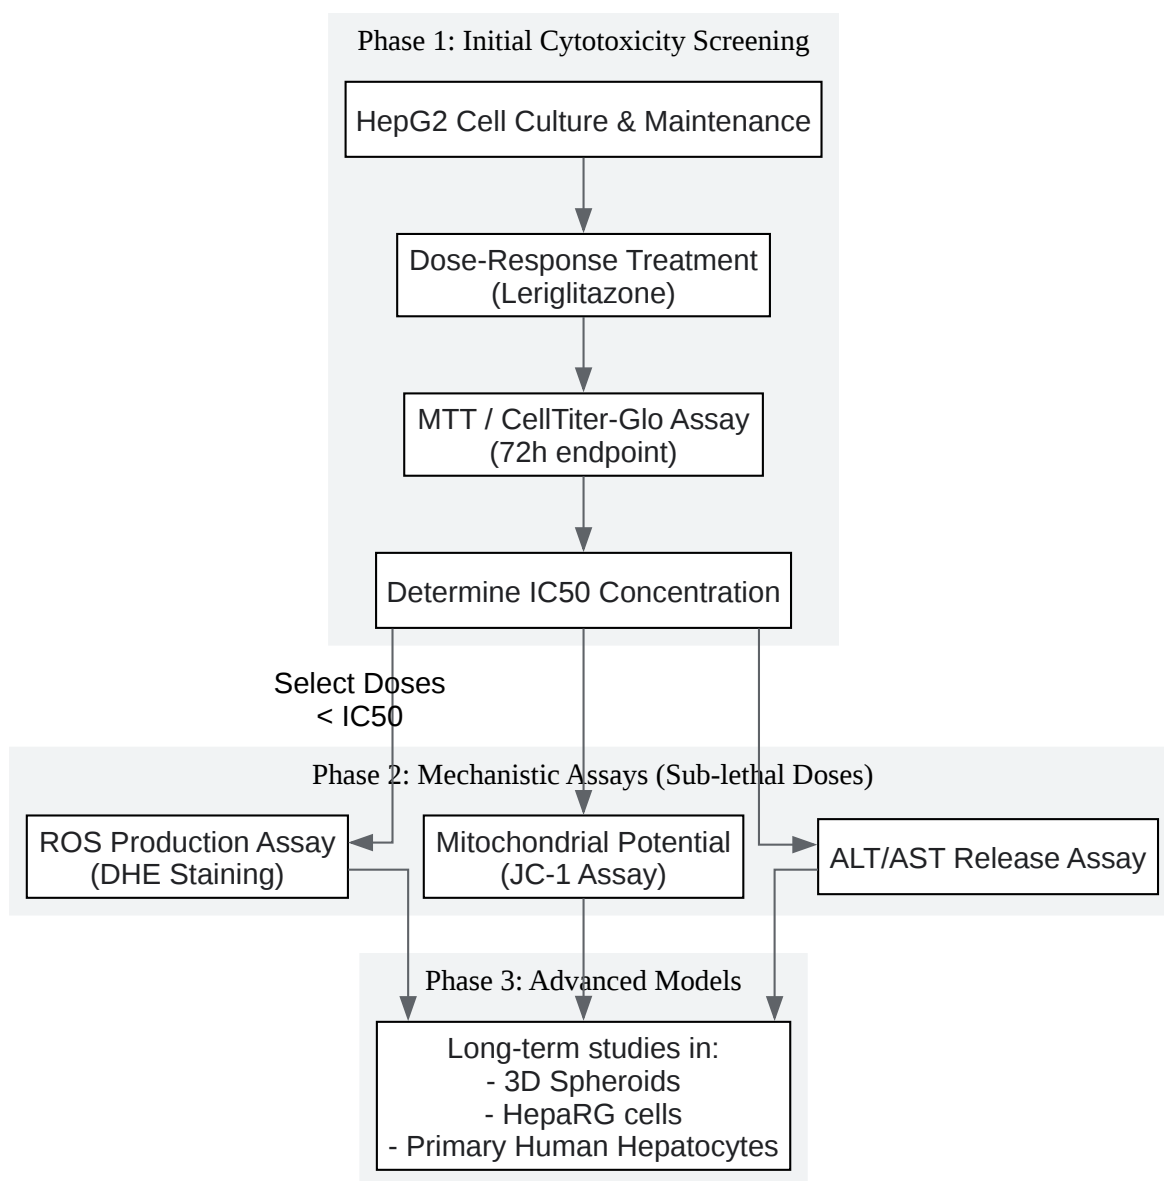 Phase 1: Initial Cytotoxicity Screening
HepG2 Cell Culture & Maintenance
Dose-Response Treatment
(Leriglitazone)
MTT / CellTiter-Glo Assay
(72h endpoint)
Determine IC50 Concentration
Select Doses
< IC50
Phase 2: Mechanistic Assays (Sub-lethal Doses)
ROS Production Assay
(DHE Staining)
Mitochondrial Potential
(JC-1 Assay)
ALT/AST Release Assay
Phase 3: Advanced Models
Long-term studies in:
- 3D Spheroids
- HepaRG cells
- Primary Human Hepatocytes